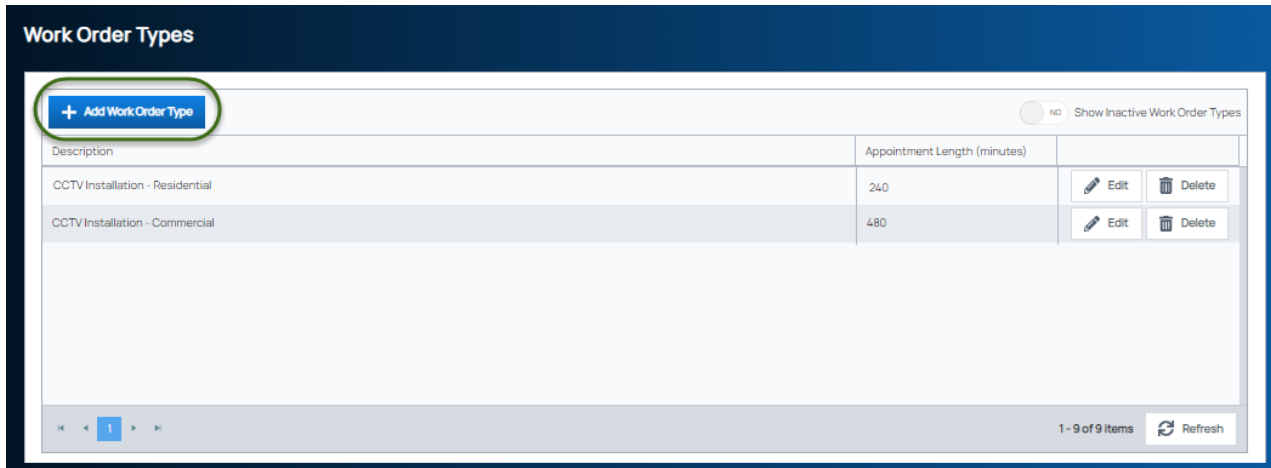 Work Order Types
Add Work Order Type
NO Show Inactive Work Order Types
Description Appointment Length (minutes)
CCTV Installation - Residential 240 Edit Delete
CCTV Installation - Commercial 480 Edit Delete
1 1 - 9 of 9 items Refresh